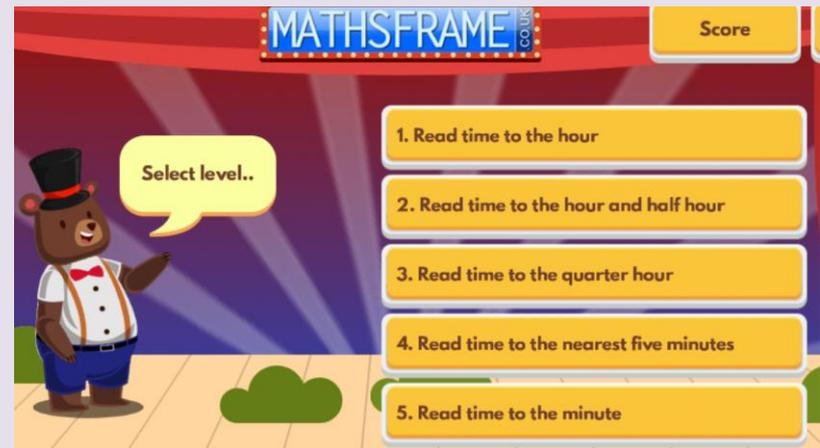 MATHSFRAME .CO.UK
Score
Select level..
1. Read time to the hour
2. Read time to the hour and half hour
3. Read time to the quarter hour
4. Read time to the nearest five minutes
5. Read time to the minute